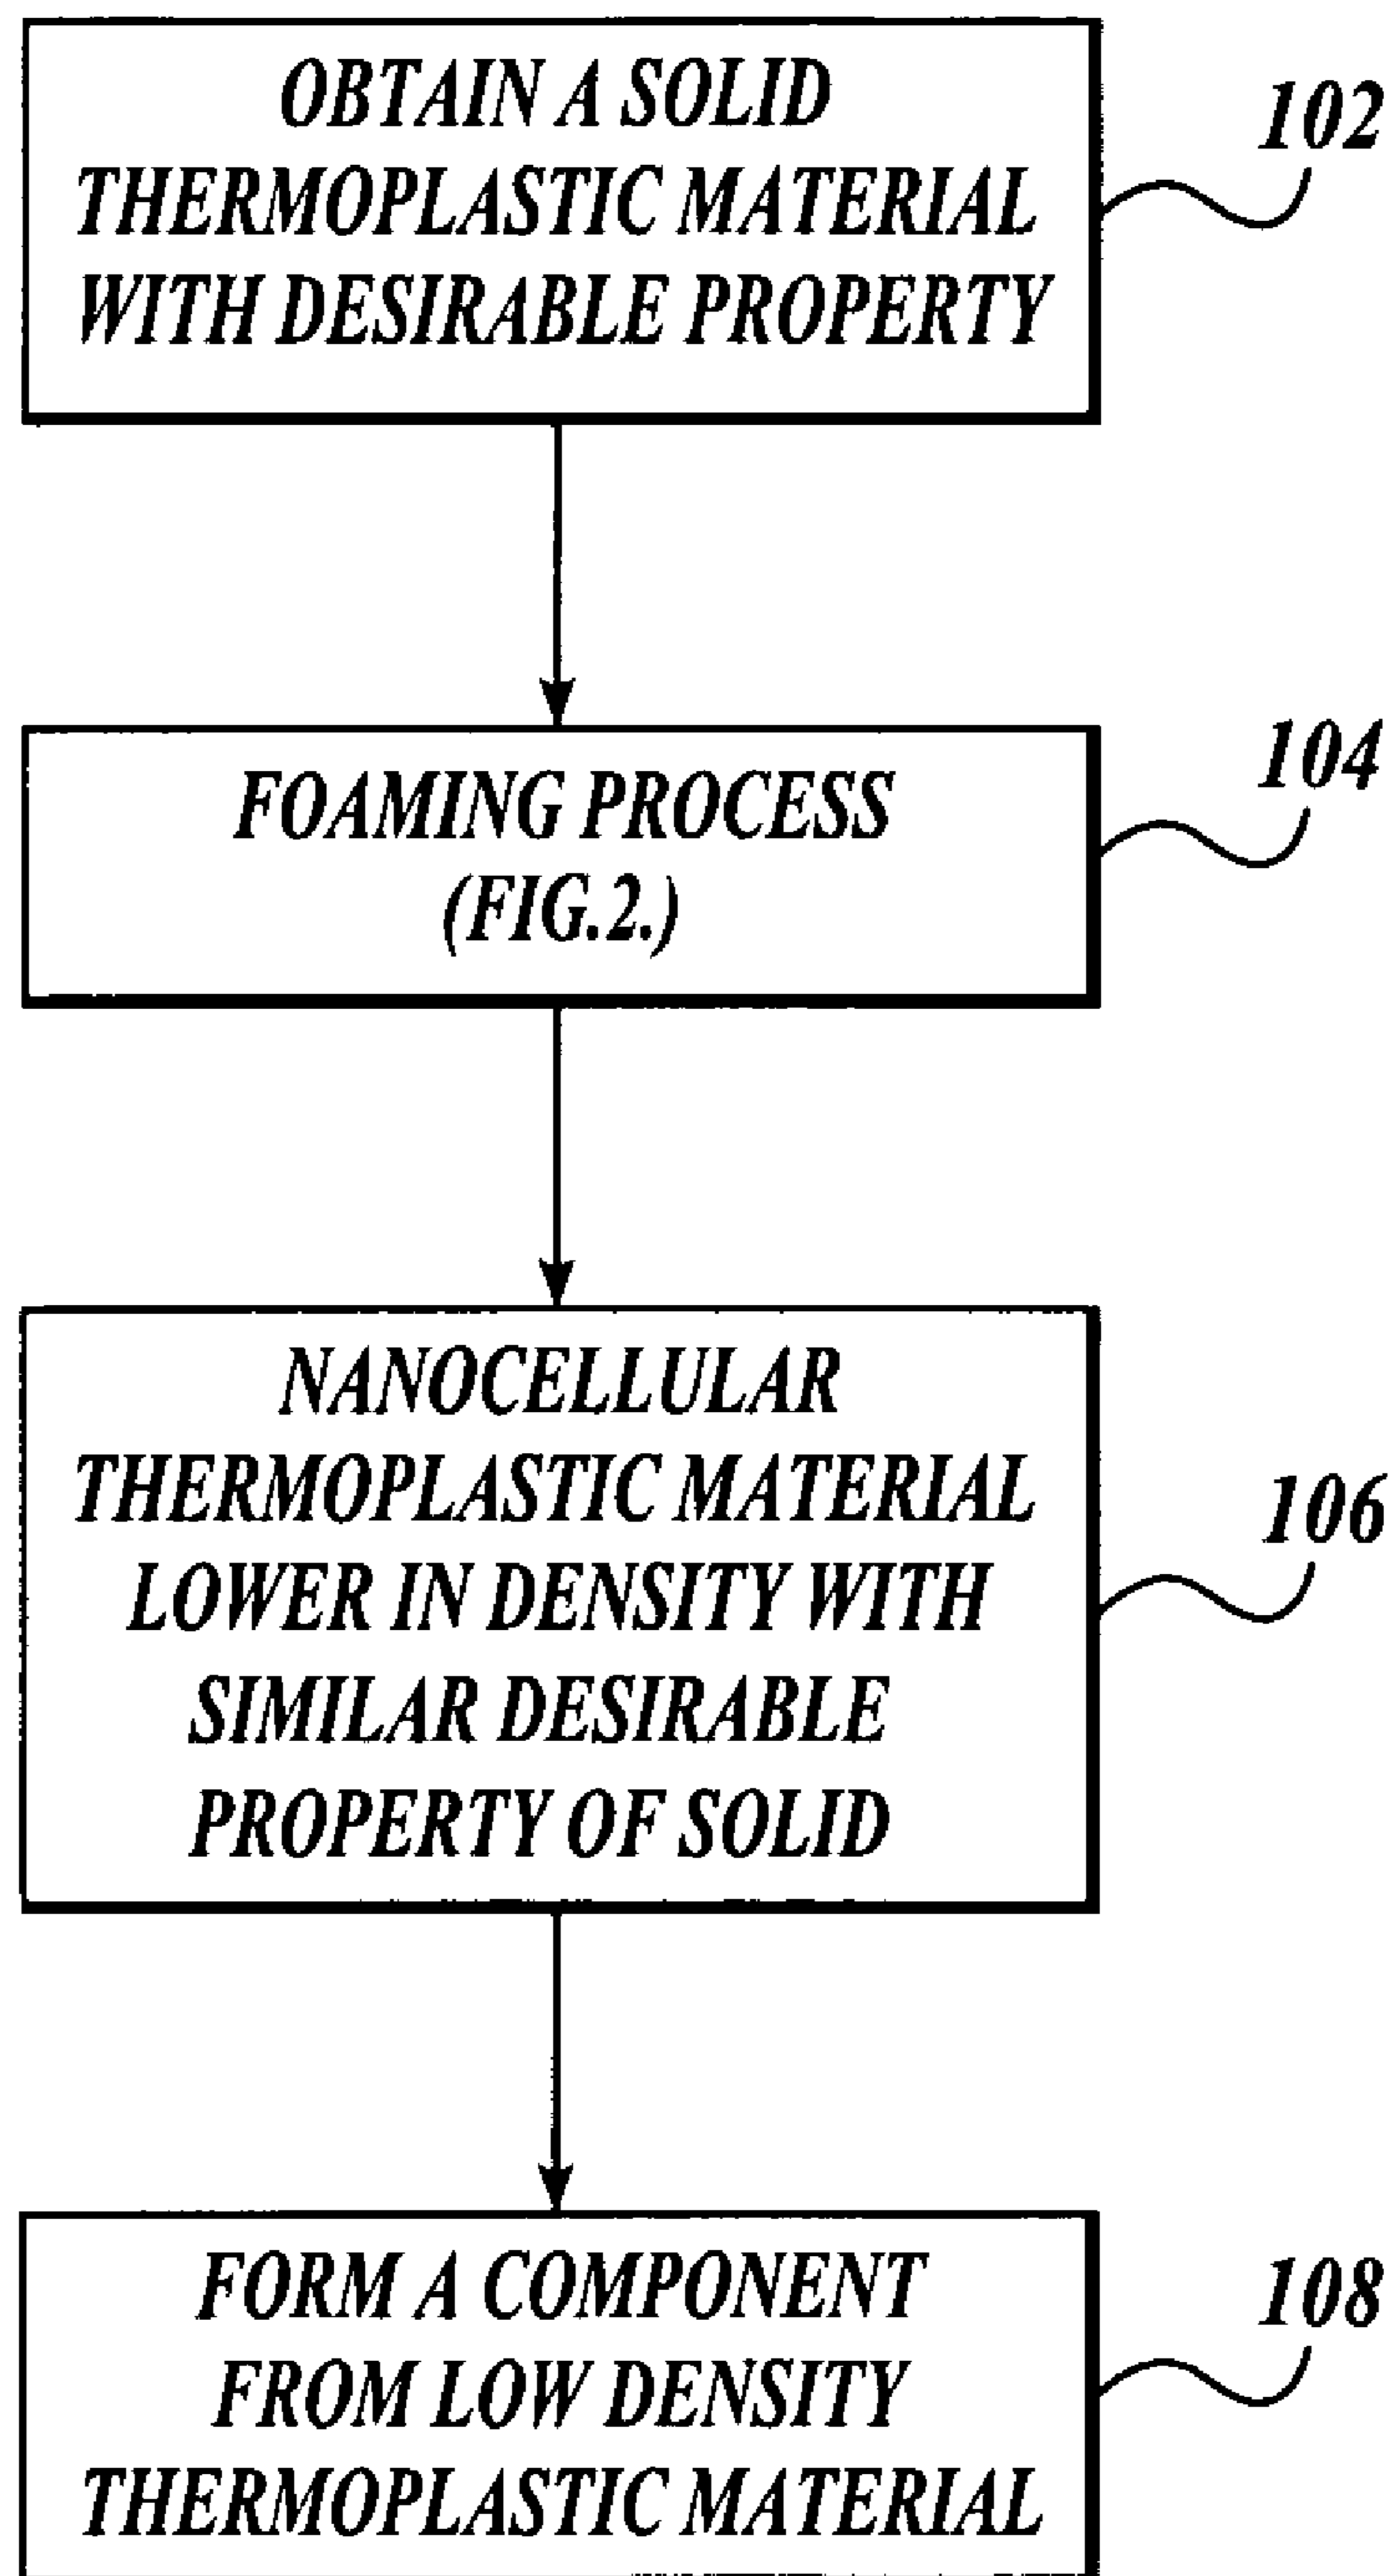 OBTAIN A SOLID
THERMOPLASTIC MATERIAL
WITH DESIRABLE PROPERTY
102
FOAMING PROCESS
(FIG.2.)
104
NANOCELLULAR
THERMOPLASTIC MATERIAL
LOWER IN DENSITY WITH
SIMILAR DESIRABLE
PROPERTY OF SOLID
106
FORM A COMPONENT
FROM LOW DENSITY
THERMOPLASTIC MATERIAL
108